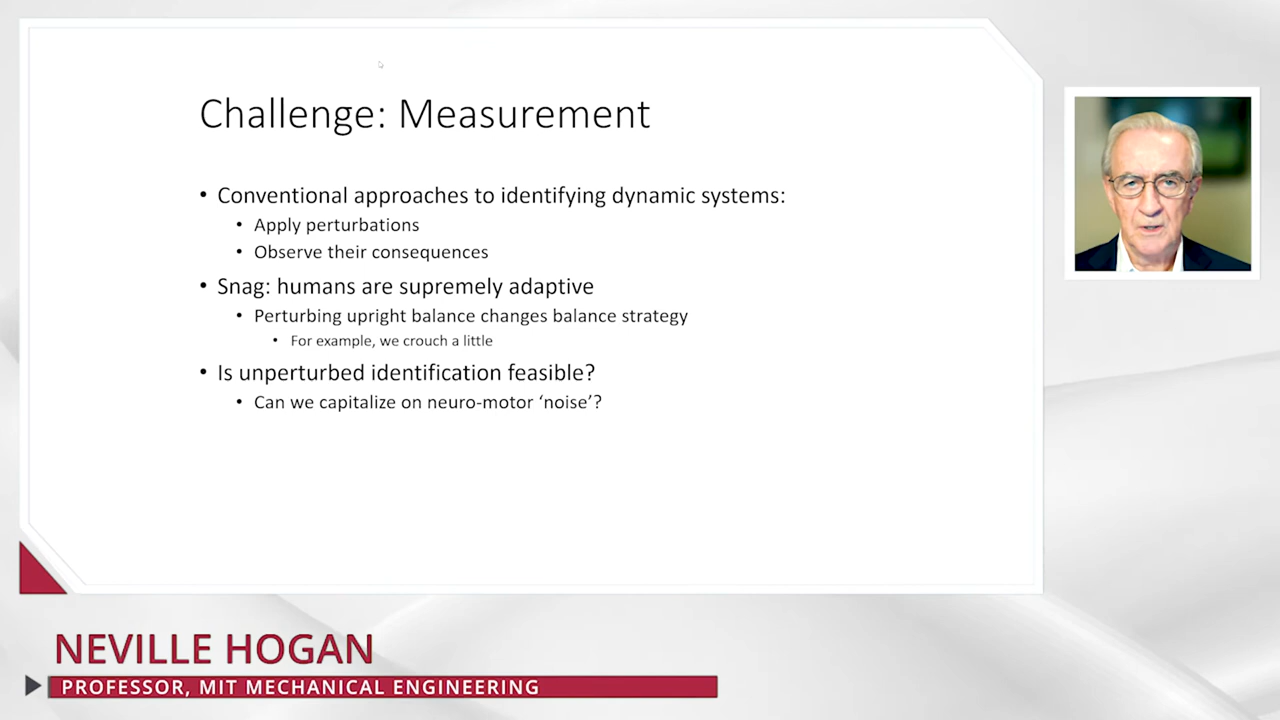 Challenge: Measurement
• Conventional approaches to identifying dynamic systems:
• Apply perturbations
• Observe their consequences
• Snag: humans are supremely adaptive
• Perturbing upright balance changes balance strategy
• For example, we crouch a little
• Is unperturbed identification feasible?
• Can we capitalize on neuro-motor ‘noise’?
NEVILLE HOGAN
PROFESSOR, MIT MECHANICAL ENGINEERING